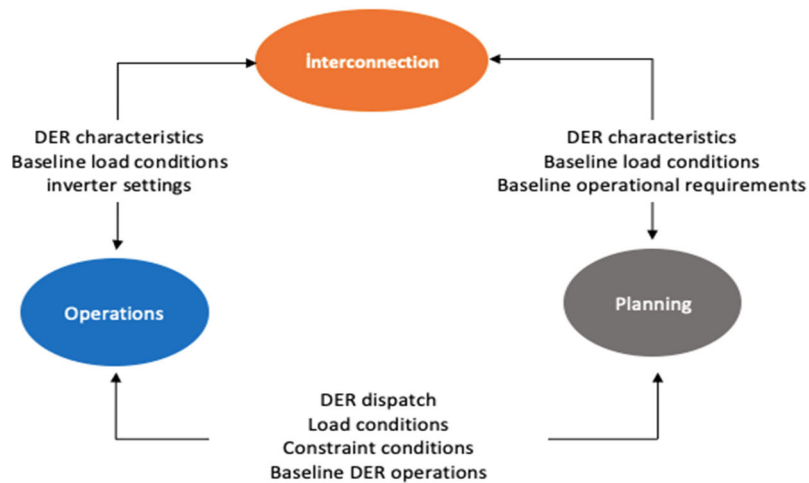 İnterconnection
DER characteristics
Baseline load conditions
inverter settings
DER characteristics
Baseline load conditions
Baseline operational requirements
Operations
Planning
DER dispatch
Load conditions
Constraint conditions
Baseline DER operations